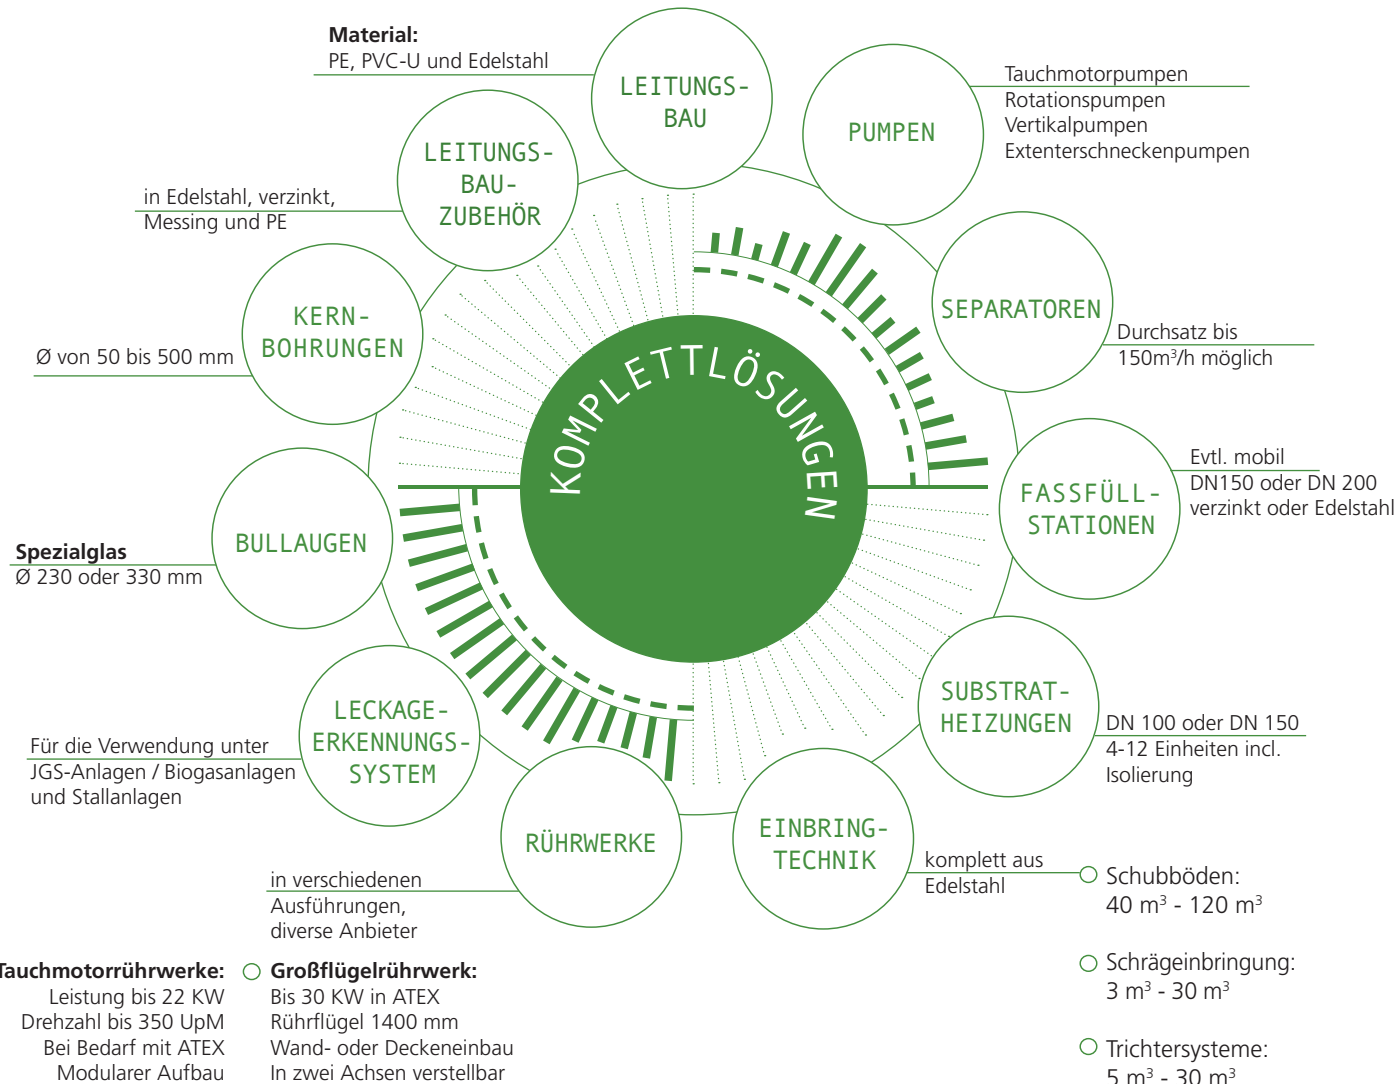 Material:
PE, PVC-U und Edelstahl
LEITUNGS-
BAU
PUMPEN
Tauchmotorpumpen
Rotationspumpen
Vertikalpumpen
Extenterschneckenpumpen
LEITUNGS-
BAU-
ZUBEHÖR
in Edelstahl, verzinkt,
Messing und PE
SEPARATOREN
Durchsatz bis
150m³/h möglich
KERN-
BOHRUNGEN
Ø von 50 bis 500 mm
KOMPLETTLÖSUNGEN
FASSFÜLL-
STATIONEN
Evtl. mobil
DN150 oder DN 200
verzinkt oder Edelstahl
BULLAUGEN
Spezialglas
Ø 230 oder 330 mm
SUBSTRAT-
HEIZUNGEN
DN 100 oder DN 150
4-12 Einheiten incl.
Isolierung
LECKAGE-
ERKENNUNGS-
SYSTEM
Für die Verwendung unter
JGS-Anlagen / Biogasanlagen
und Stallanlagen
RÜHRWERKE
in verschiedenen
Ausführungen,
diverse Anbieter
EINBRING-
TECHNIK
komplett aus
Edelstahl
Schubböden:
40 m³ - 120 m³
Schrägeinbringung:
3 m³ - 30 m³
Trichtersysteme:
5 m³ - 30 m³
Tauchmotorrührwerke:
Leistung bis 22 KW
Drehzahl bis 350 UpM
Bei Bedarf mit ATEX
Modularer Aufbau
Großflügelrührwerk:
Bis 30 KW in ATEX
Rührflügel 1400 mm
Wand- oder Deckeneinbau
In zwei Achsen verstellbar